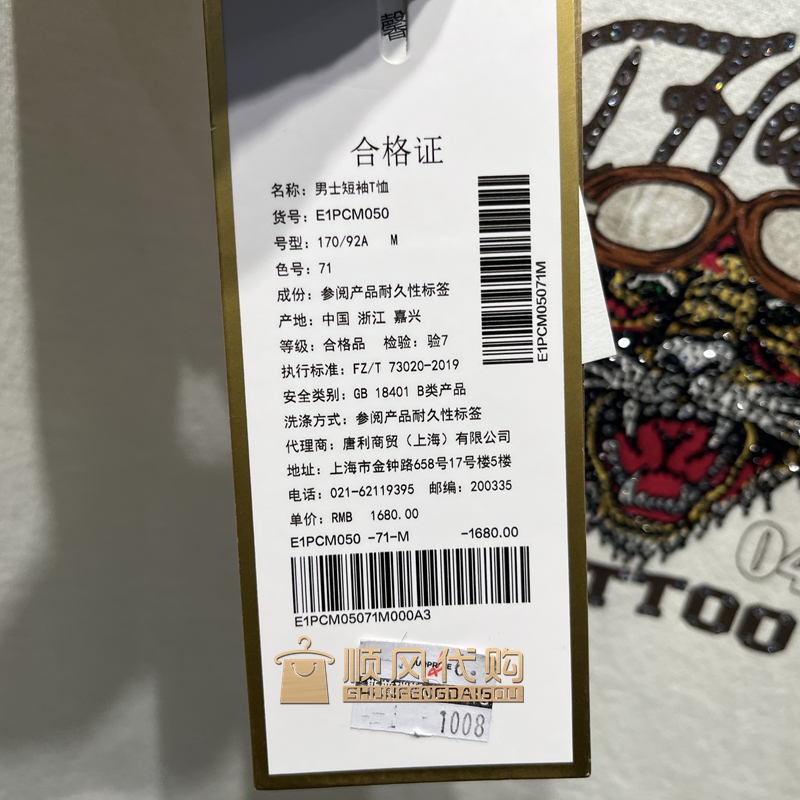 馨
合格证
名称：男士短袖T恤
货号：E1PCM050
号型：170/92A M
色号：71
成份：参阅产品耐久性标签
产地：中国 浙江 嘉兴
等级：合格品 检验：验7
执行标准：FZ/T 73020-2019
安全类别：GB 18401 B类产品
洗涤方式：参阅产品耐久性标签
代理商：唐利商贸（上海）有限公司
地址：上海市金钟路658号17号楼5楼
电话：021-62119395 邮编：200335
单价：RMB 1680.00
E1PCM050 -71-M -1680.00
E1PCM05071M000A3
E1PCM05071M
顺风代购
SHUNFENGDAIGOU
1008
04
TTOO